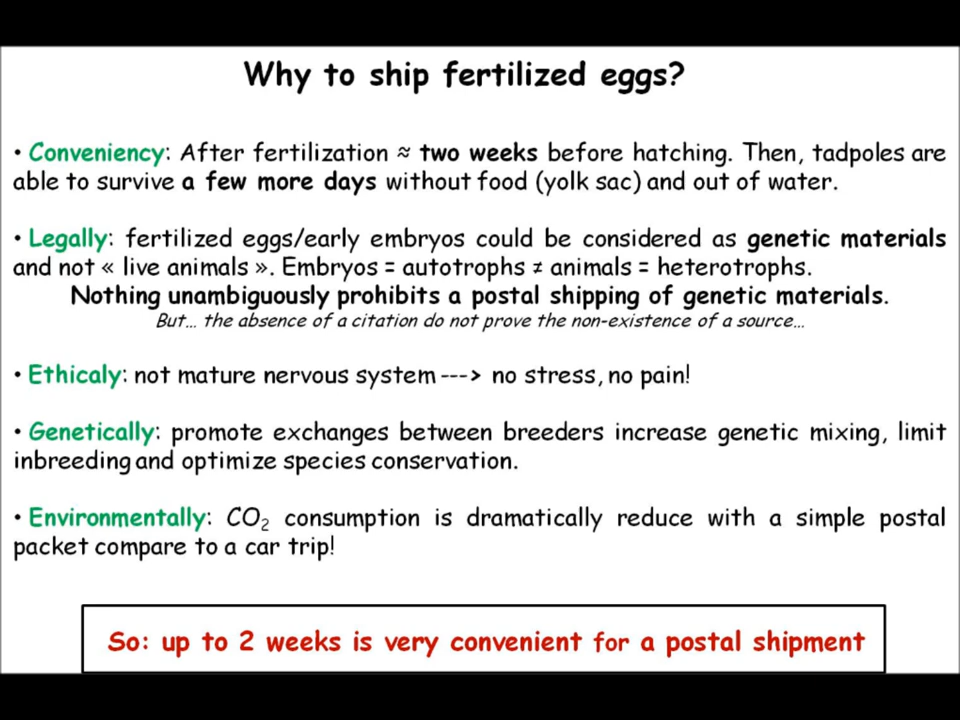 Why to ship fertilized eggs?
• Conveniency: After fertilization ≈ two weeks before hatching. Then, tadpoles are
able to survive a few more days without food (yolk sac) and out of water.
• Legally: fertilized eggs/early embryos could be considered as genetic materials
and not « live animals ». Embryos = autotrophs ≠ animals = heterotrophs.
Nothing unambiguously prohibits a postal shipping of genetic materials.
But… the absence of a citation do not prove the non-existence of a source…
• Ethicaly: not mature nervous system ---> no stress, no pain!
• Genetically: promote exchanges between breeders increase genetic mixing, limit
inbreeding and optimize species conservation.
• Environmentally: CO₂ consumption is dramatically reduce with a simple postal
packet compare to a car trip!
So: up to 2 weeks is very convenient for a postal shipment